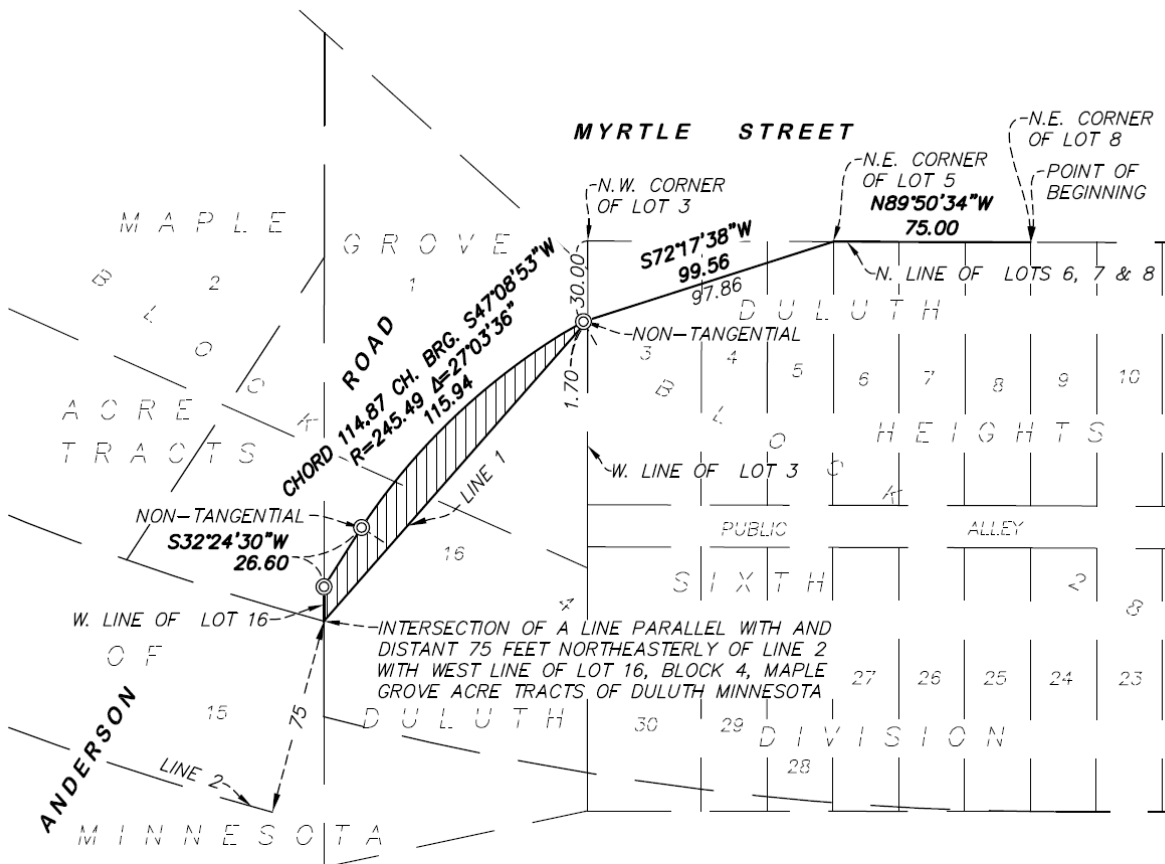 MYRTLE STREET
N.E. CORNER
OF LOT 8
N.E. CORNER
OF LOT 5
POINT OF
BEGINNING
N.W. CORNER
OF LOT 3
N89°50'34"W
75.00
MAPLE GROVE
S72°17'38"W
99.56
97.86
N. LINE OF LOTS 6, 7 & 8
30.00
BLOCK
2
1
DULUTH
ROAD
NON-TANGENTIAL
CHORD 114.87 CH. BRG. S47°08'53"W
R=245.49 Δ=27°03'36"
115.94
1.70
3
4
5
6
7
8
9
10
BLOCK
ACRE
TRACTS
HEIGHTS
LINE 1
W. LINE OF LOT 3
NON-TANGENTIAL
S32°24'30"W
26.60
PUBLIC ALLEY
16
SIXTH
2
8
W. LINE OF LOT 16
4
INTERSECTION OF A LINE PARALLEL WITH AND
DISTANT 75 FEET NORTHEASTERLY OF LINE 2
WITH WEST LINE OF LOT 16, BLOCK 4, MAPLE
GROVE ACRE TRACTS OF DULUTH MINNESOTA
OF
27
26
25
24
23
15
75
DULUTH
30
29
DIVISION
28
LINE 2
ANDERSON
MINNESOTA